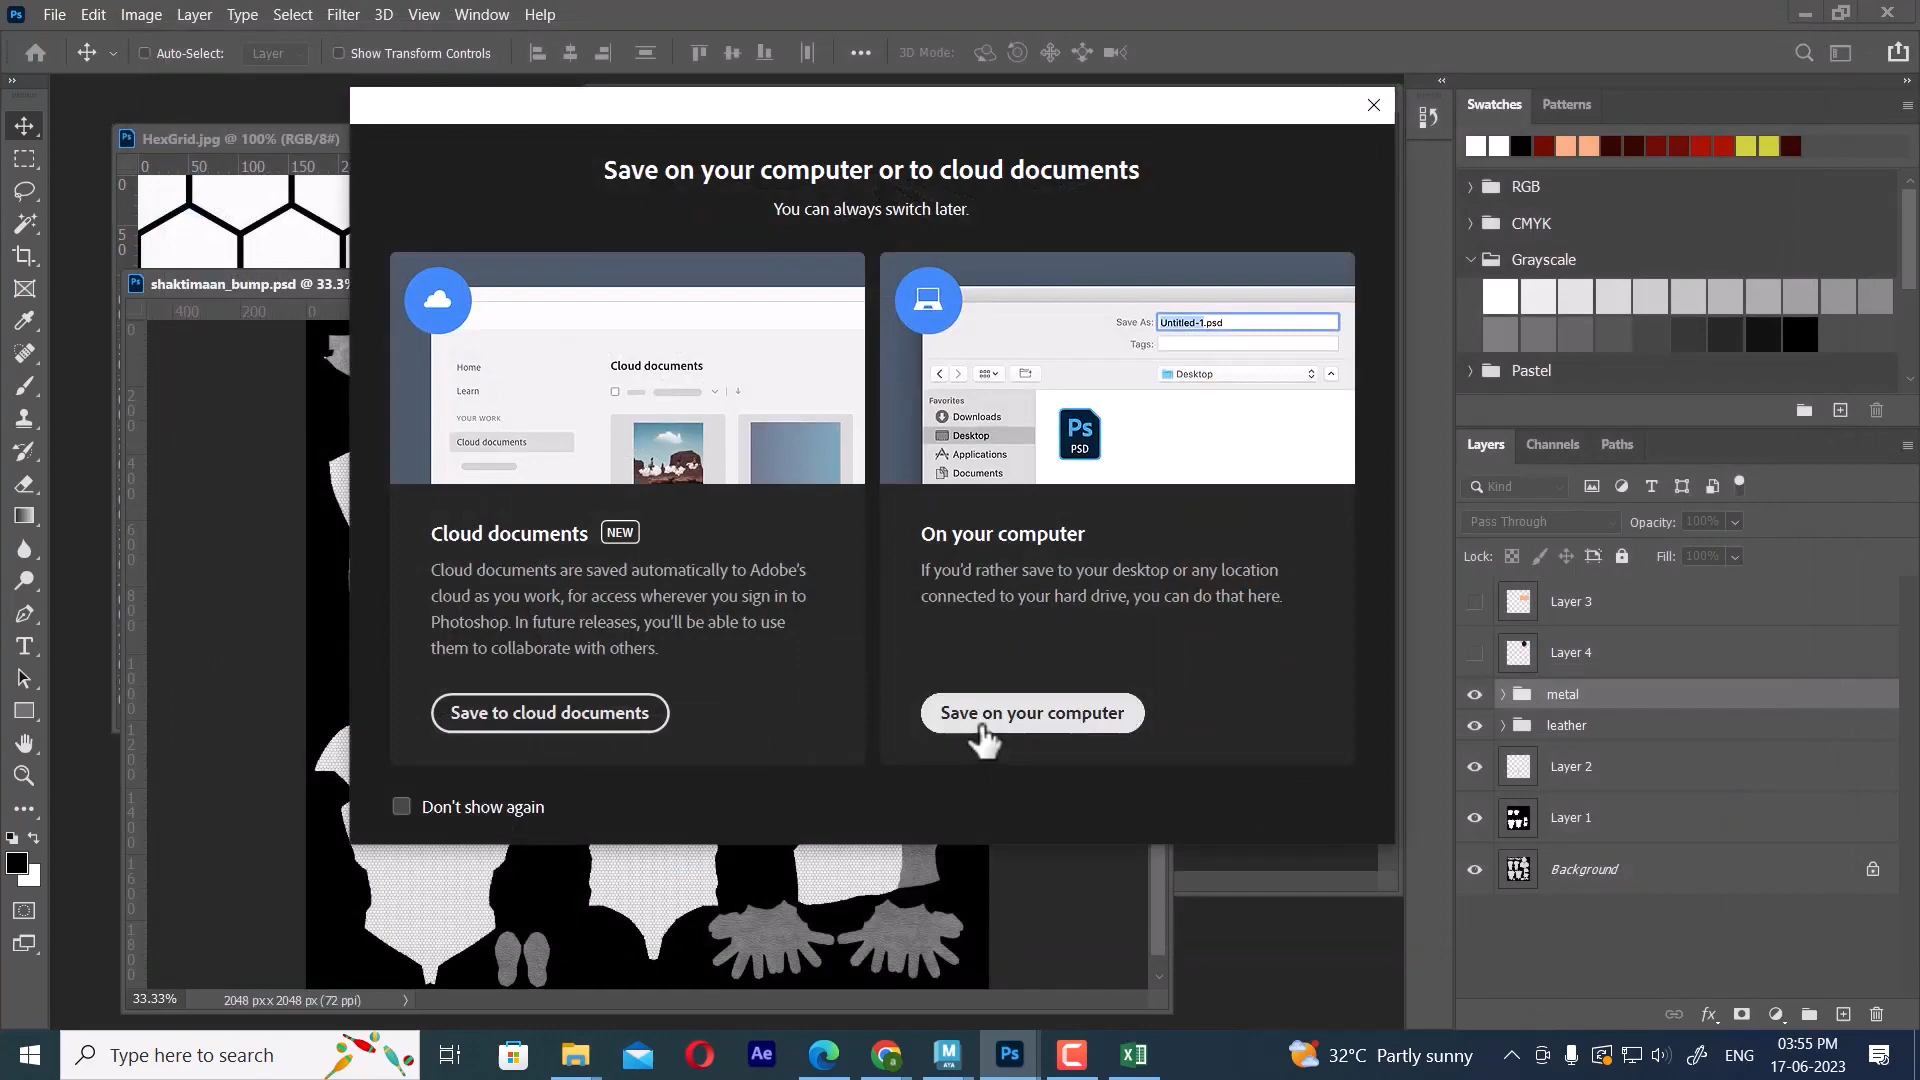 Ps File Edit Image Layer Type Select Filter 3D View Window Help
Auto-Select: Layer Show Transform Controls 3D Mode:
Swatches Patterns
HexGrid.jpg @ 100% (RGB/8#)
0 50 100 150
shaktimaan_bump.psd @ 33.3%
400 200 0
Save on your computer or to cloud documents
You can always switch later.
Home
Learn
YOUR WORK
Cloud documents
Cloud documents
Save As: Untitled-1.psd
Tags:
Desktop
Favorites
Downloads
Desktop
Applications
Documents
Ps
PSD
Cloud documents NEW
Cloud documents are saved automatically to Adobe's
cloud as you work, for access wherever you sign in to
Photoshop. In future releases, you'll be able to use
them to collaborate with others.
Save to cloud documents
On your computer
If you'd rather save to your desktop or any location
connected to your hard drive, you can do that here.
Save on your computer
Don't show again
RGB
CMYK
Grayscale
Pastel
Layers Channels Paths
Kind
Pass Through Opacity: 100%
Lock: Fill: 100%
Layer 3
Layer 4
metal
leather
Layer 2
Layer 1
Background
33.33% 2048 px x 2048 px (72 ppi)
Type here to search
Ae
MAYA
Ps
32°C Partly sunny
ENG
03:55 PM
17-06-2023